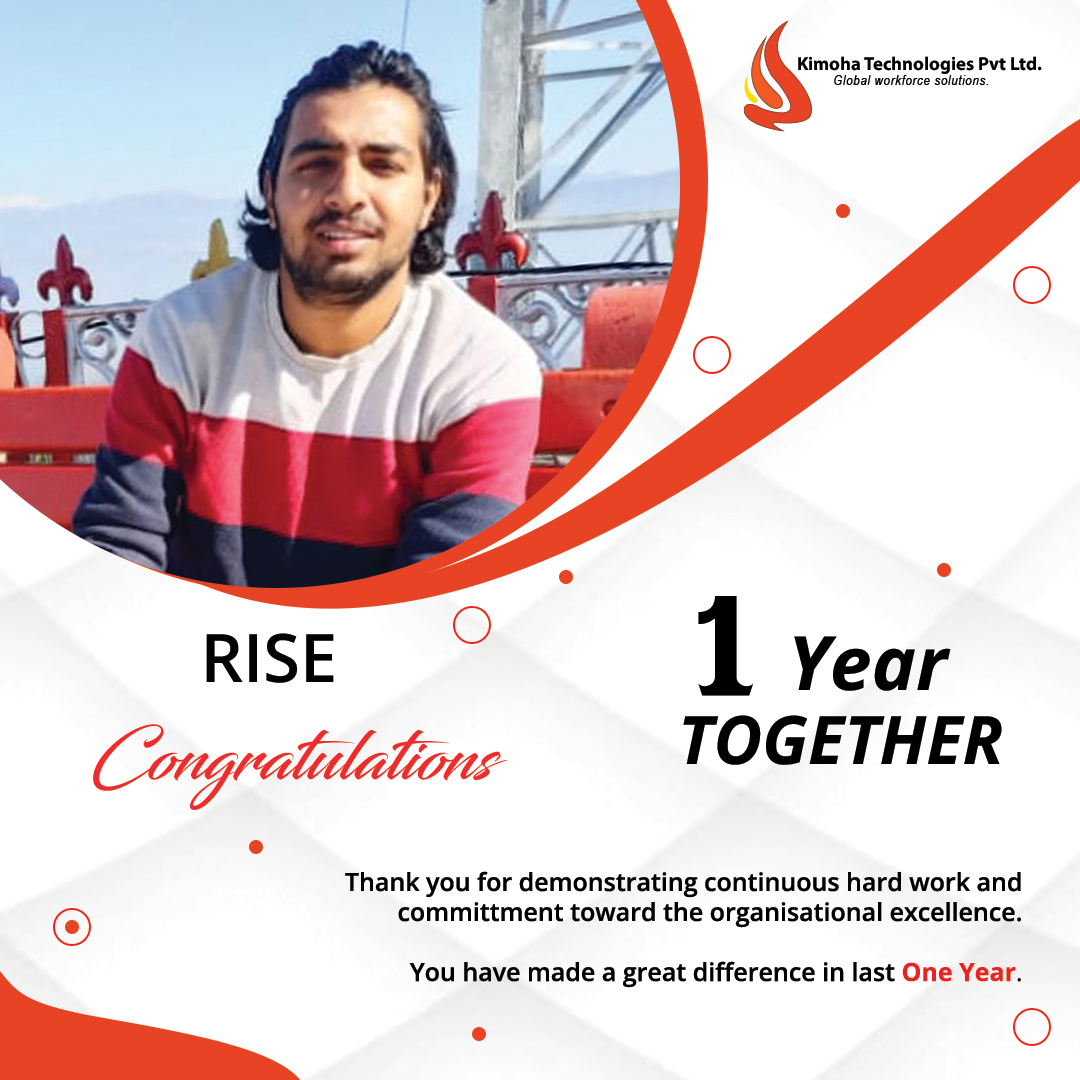 Kimoha Technologies Pvt Ltd.
Global workforce solutions.
RISE
Congratulations
1 Year
TOGETHER
Thank you for demonstrating continuous hard work and
committment toward the organisational excellence.
You have made a great difference in last One Year.